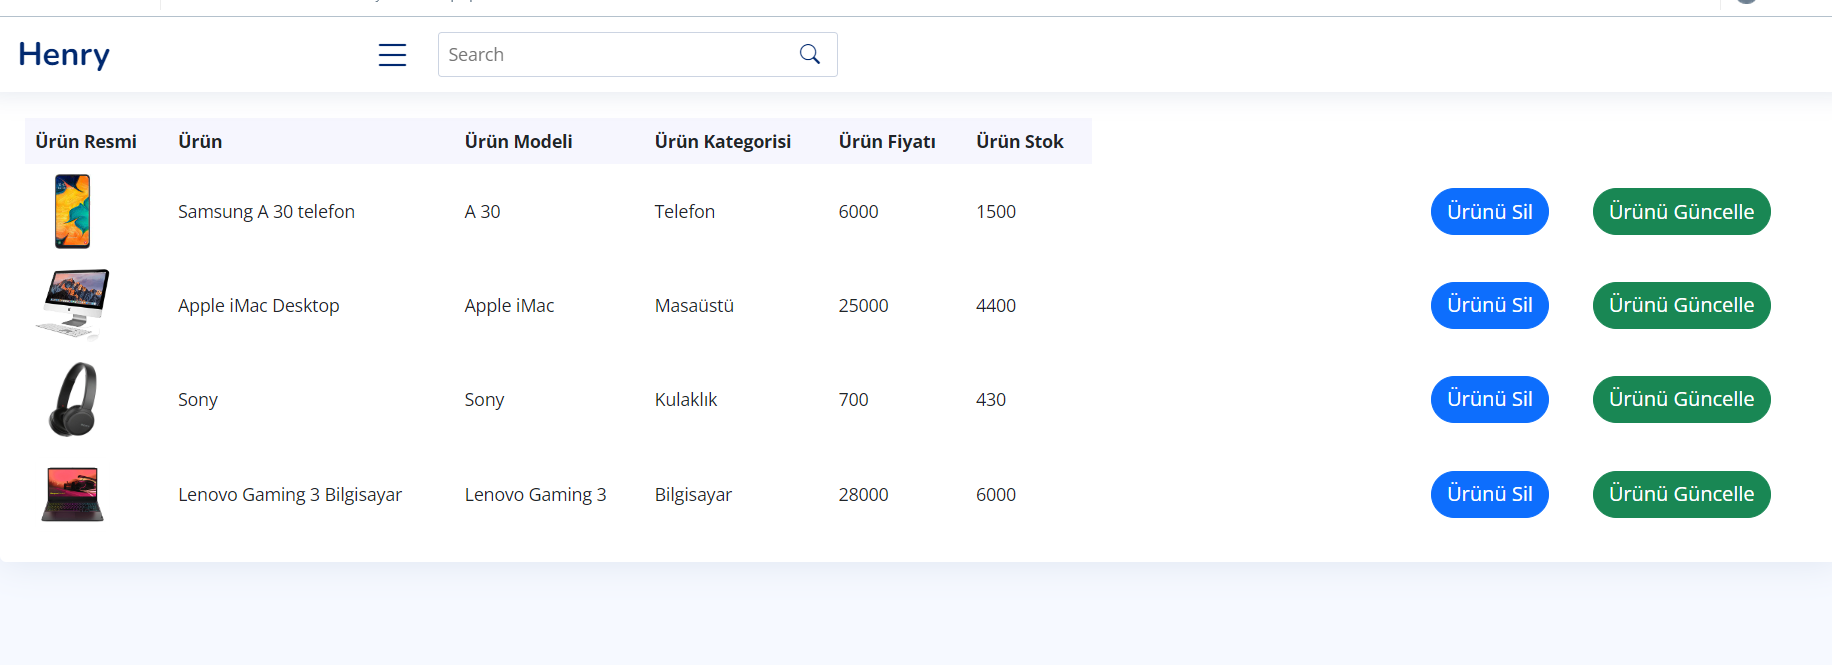 Henry
Search
Ürün Resmi Ürün Ürün Modeli Ürün Kategorisi Ürün Fiyatı Ürün Stok
Samsung A 30 telefon A 30 Telefon 6000 1500 Ürünü Sil Ürünü Güncelle
Apple iMac Desktop Apple iMac Masaüstü 25000 4400 Ürünü Sil Ürünü Güncelle
Sony Sony Kulaklık 700 430 Ürünü Sil Ürünü Güncelle
Lenovo Gaming 3 Bilgisayar Lenovo Gaming 3 Bilgisayar 28000 6000 Ürünü Sil Ürünü Güncelle